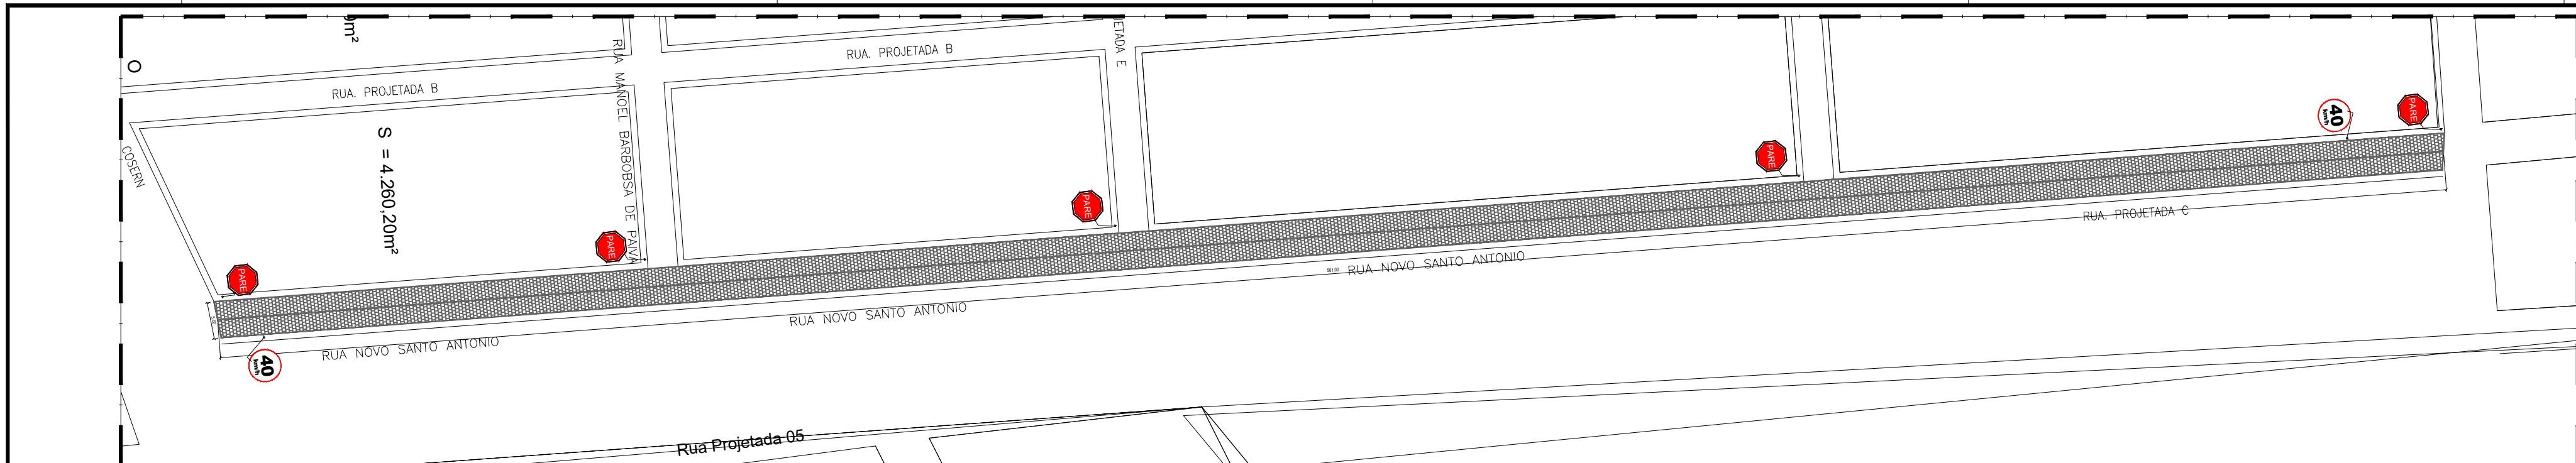 m²
O
RUA. PROJETADA B
RUA. PROJETADA B
ETADA E
RUA MANOEL BARBOBSA DE PAIVA
COSERN
S = 4.260,20m²
PARE
PARE
PARE
PARE
PARE
40
km/h
40
km/h
RUA. PROJETADA C
RUA NOVO SANTO ANTONIO
RUA NOVO SANTO ANTONIO
RUA NOVO SANTO ANTONIO
Rua Projetada 05